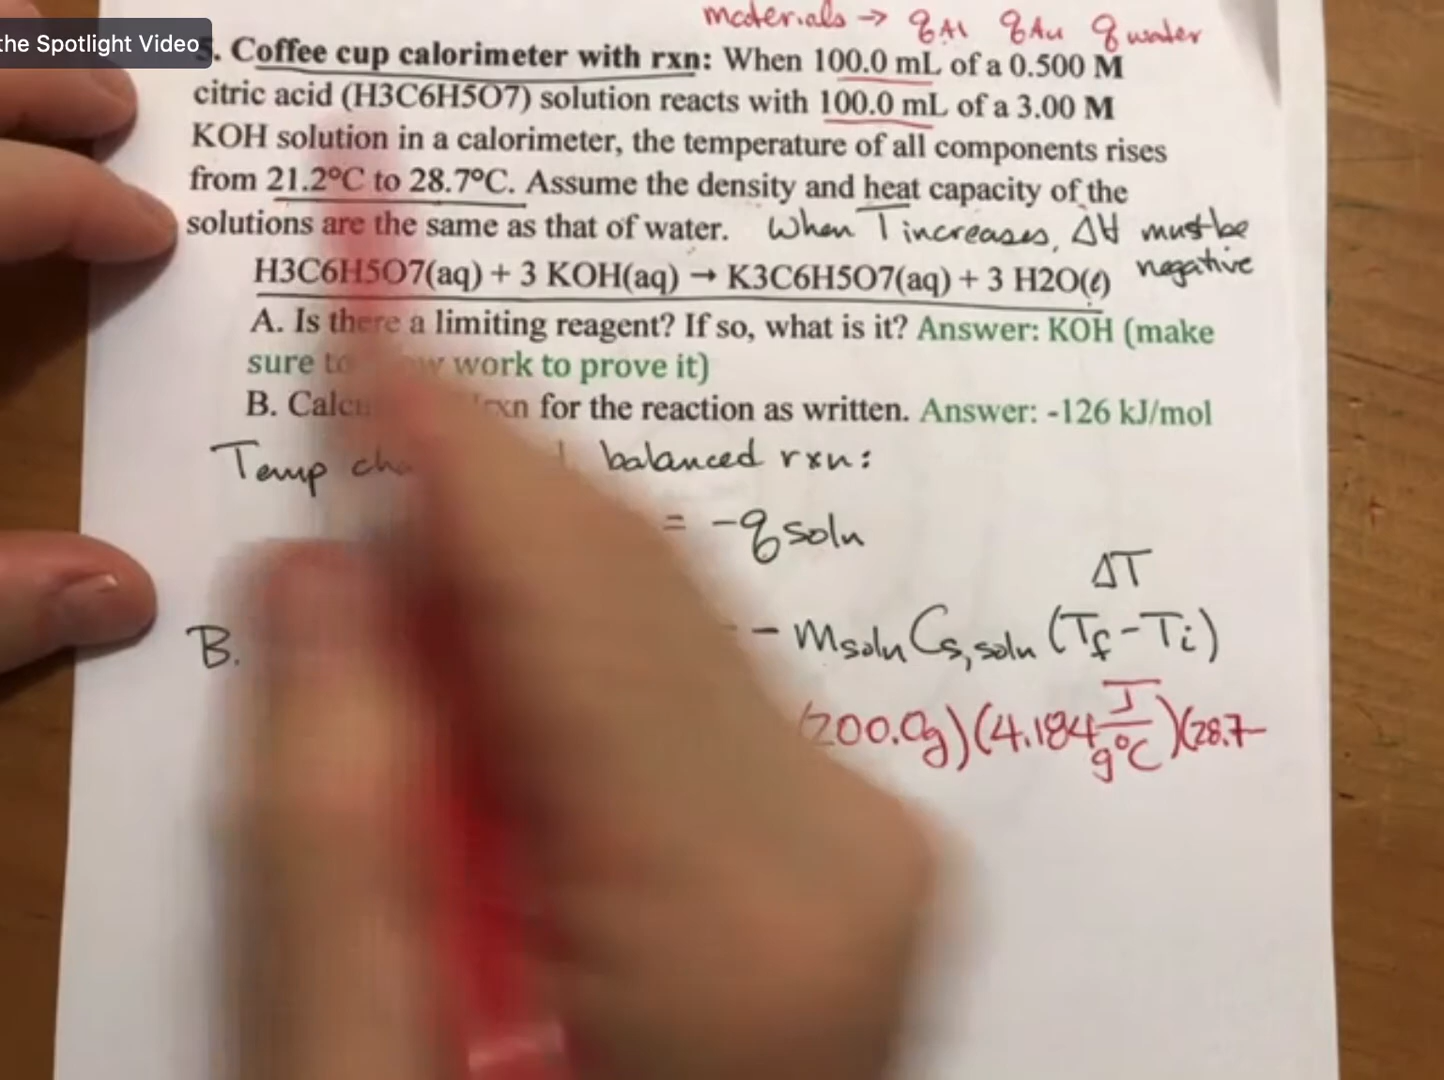 materials → qAl qAu qwater
the Spotlight Video
5. Coffee cup calorimeter with rxn: When 100.0 mL of a 0.500 M
citric acid (H3C6H5O7) solution reacts with 100.0 mL of a 3.00 M
KOH solution in a calorimeter, the temperature of all components rises
from 21.2°C to 28.7°C. Assume the density and heat capacity of the
solutions are the same as that of water. When T increases, ΔH must be
negative
H3C6H5O7(aq) + 3 KOH(aq) → K3C6H5O7(aq) + 3 H2O(ℓ)
A. Is there a limiting reagent? If so, what is it? Answer: KOH (make
sure to work to prove it)
B. rxn for the reaction as written. Answer: -126 kJ/mol
Temp balanced rxn:
= -qsoln
ΔT
B. - msoln Cs,soln (Tf - Ti)
(200.0g)(4.184 J/g°C)(28.7-